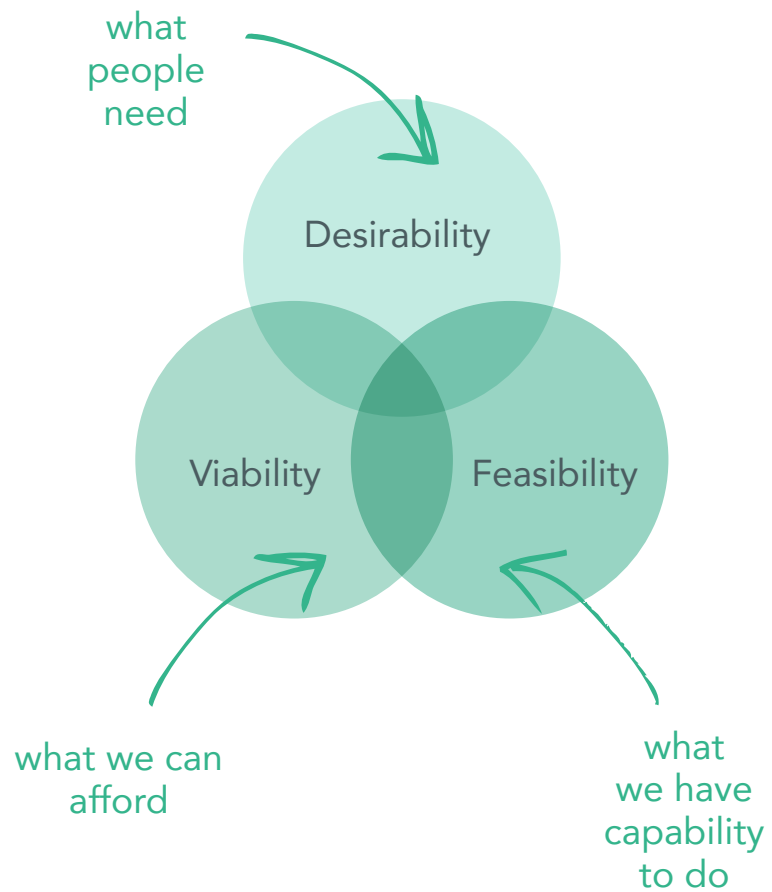 what
people
need
Desirability
Viability
Feasibility
what we can
afford
what
we have
capability
to do